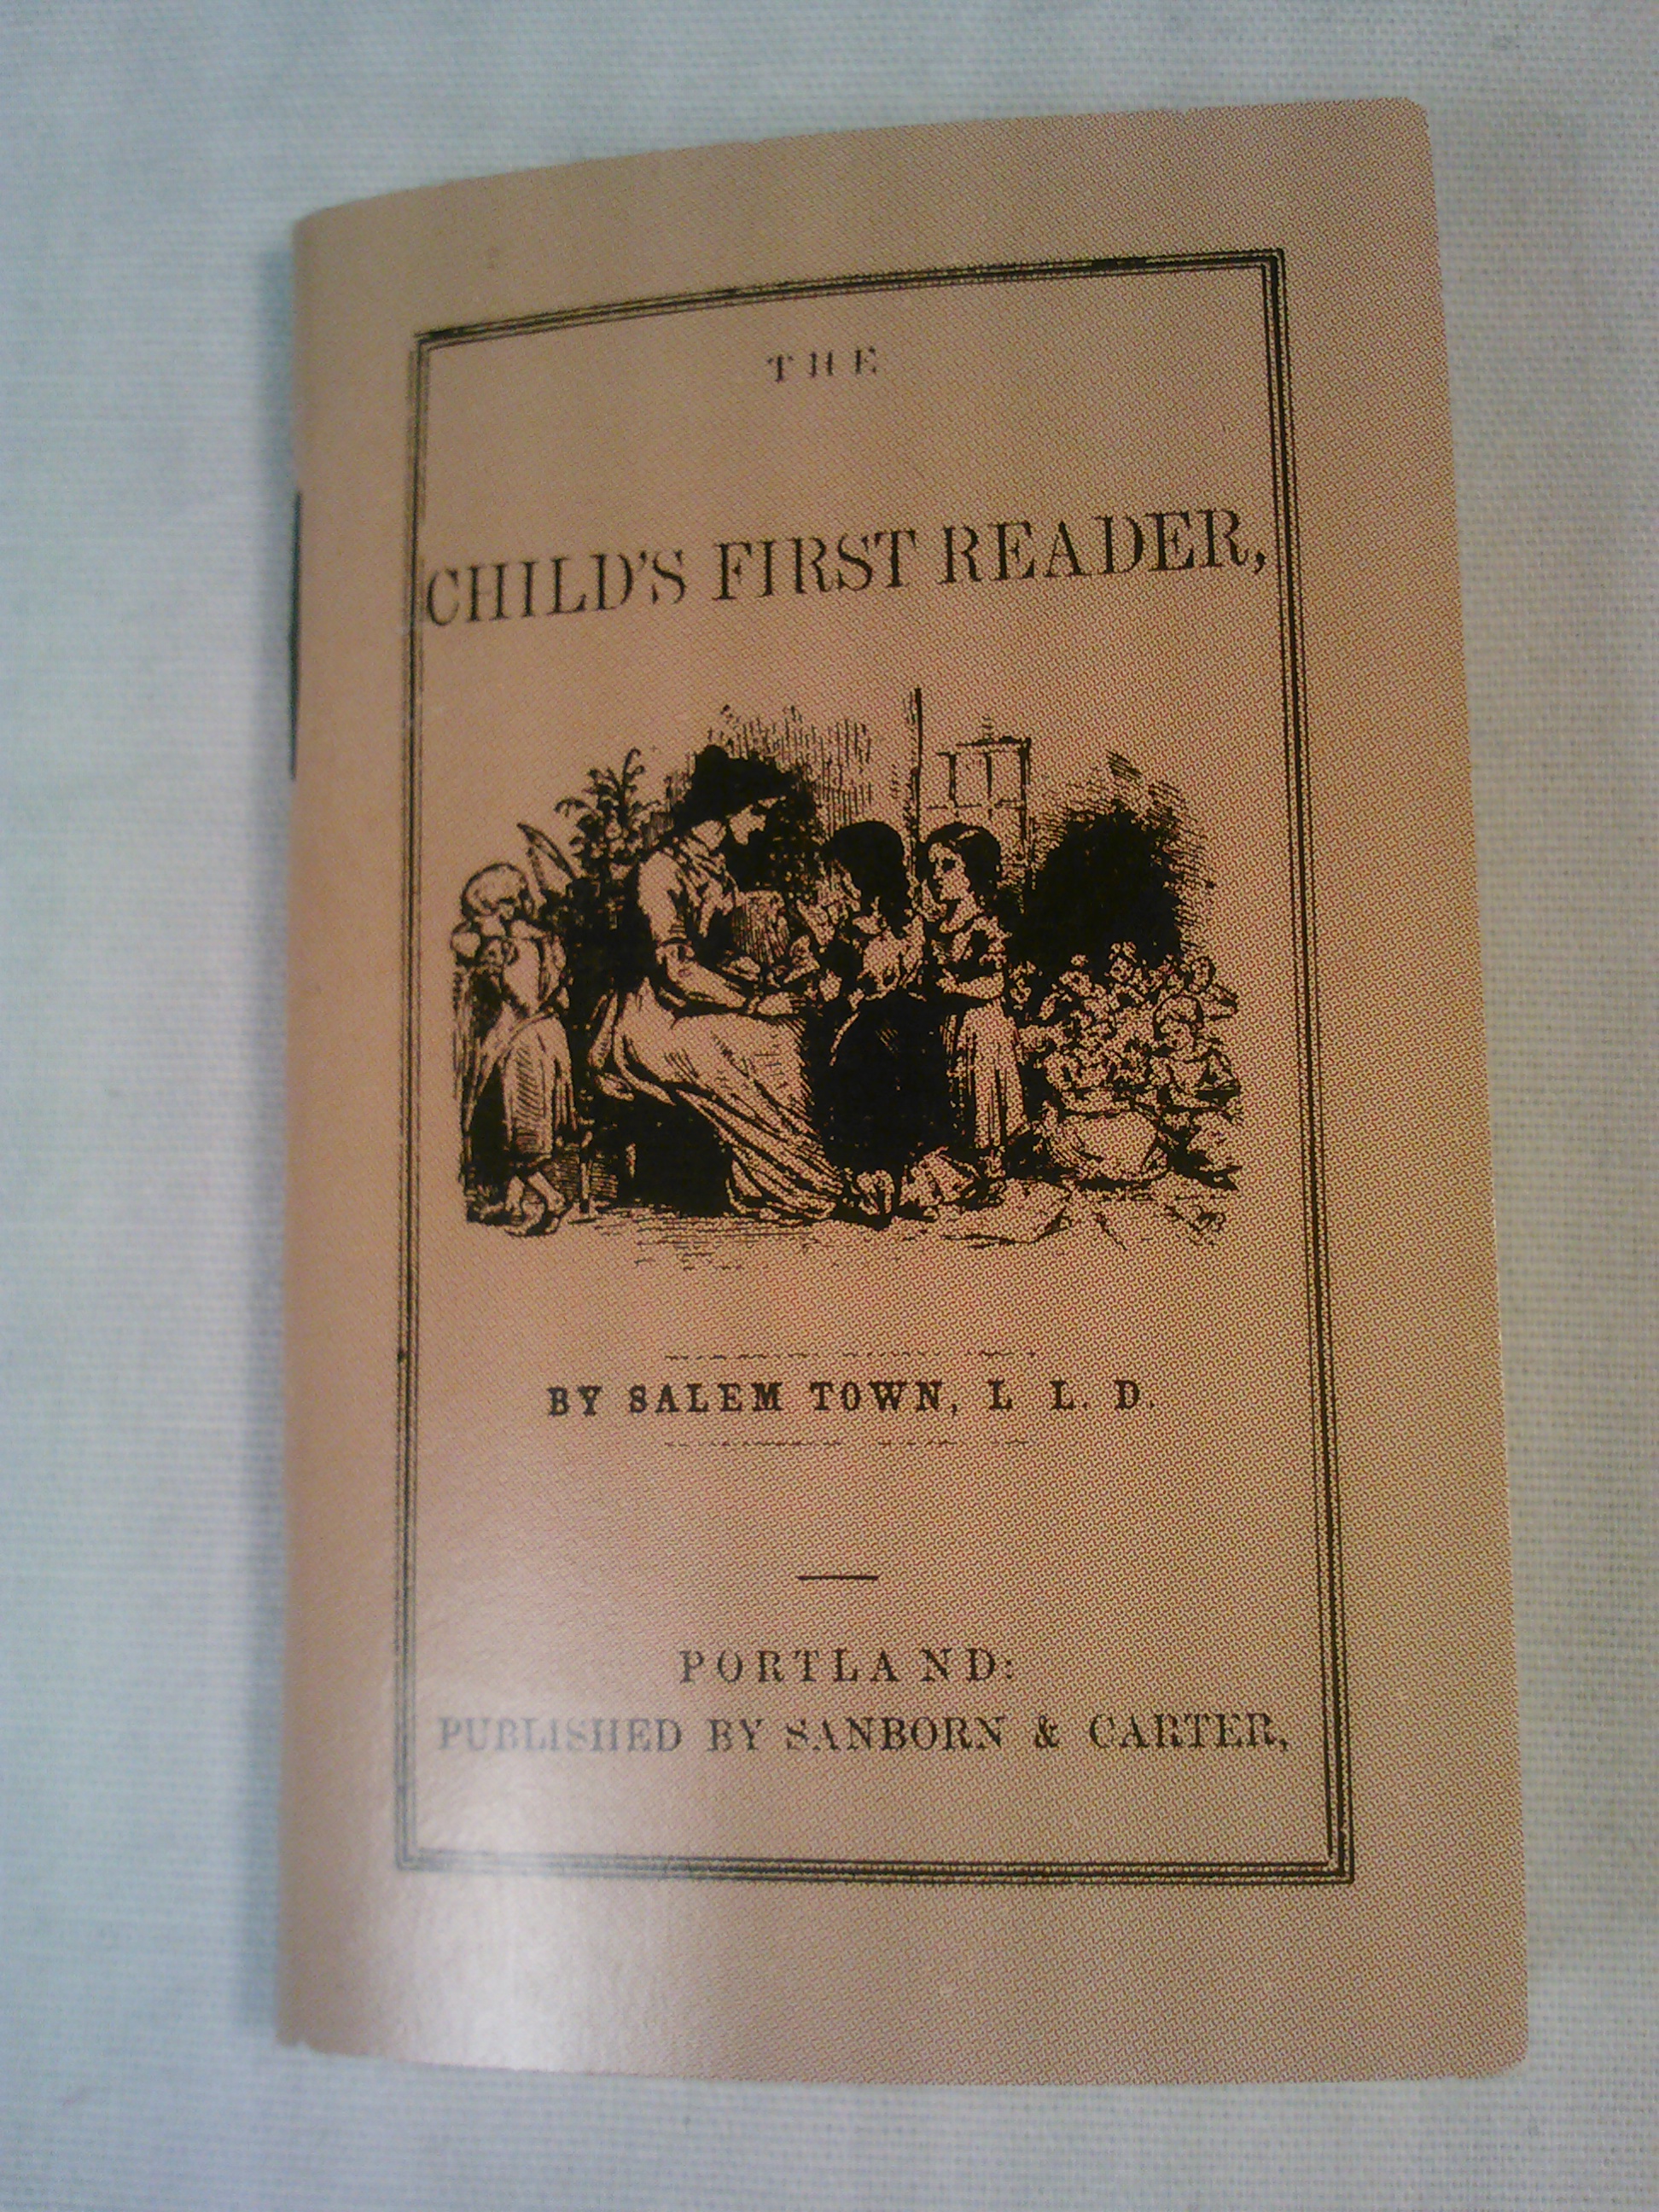 THE
CHILD'S FIRST READER,
BY SALEM TOWN, L L. D.
PORTLAND:
PUBLISHED BY SANBORN & CARTER,